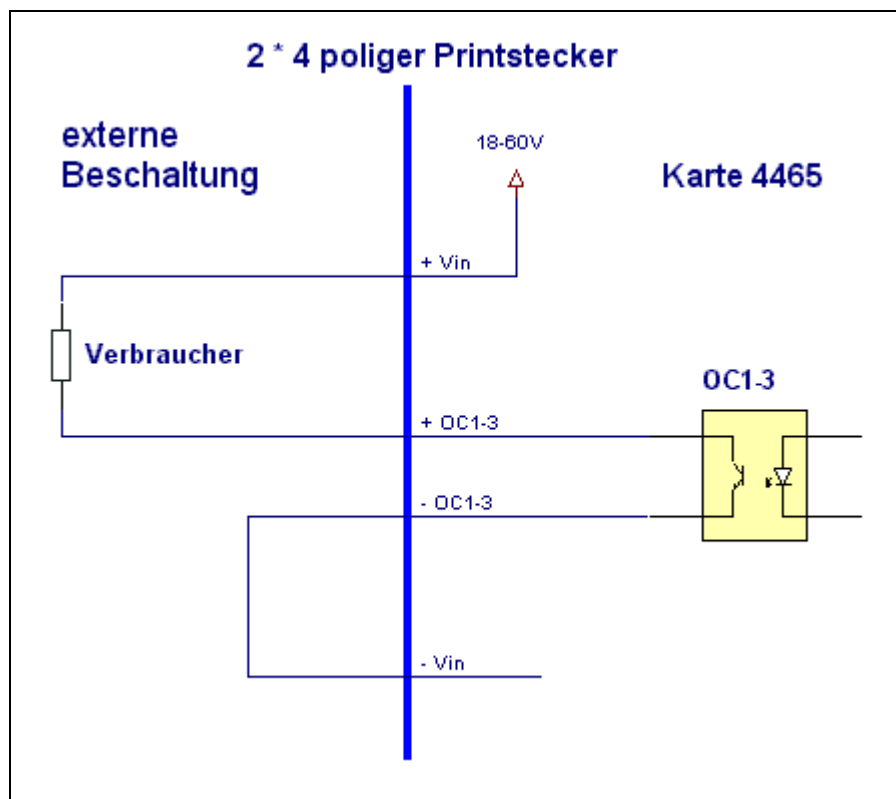 2 * 4 poliger Printstecker
externe
Beschaltung
18-60V
Karte 4465
+ Vin
Verbraucher
OC1-3
+ OC1-3
- OC1-3
- Vin